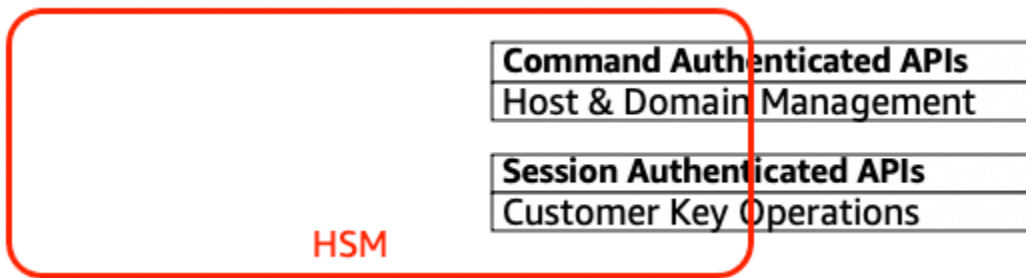 Command Authenticated APIs
Host & Domain Management
Session Authenticated APIs
Customer Key Operations
HSM